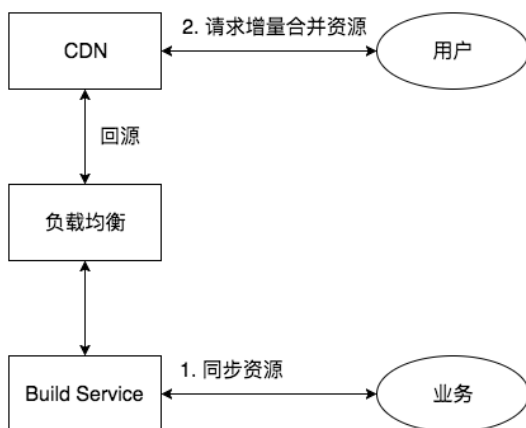 CDN
2. 请求增量合并资源
用户
回源
负载均衡
Build Service
1. 同步资源
业务